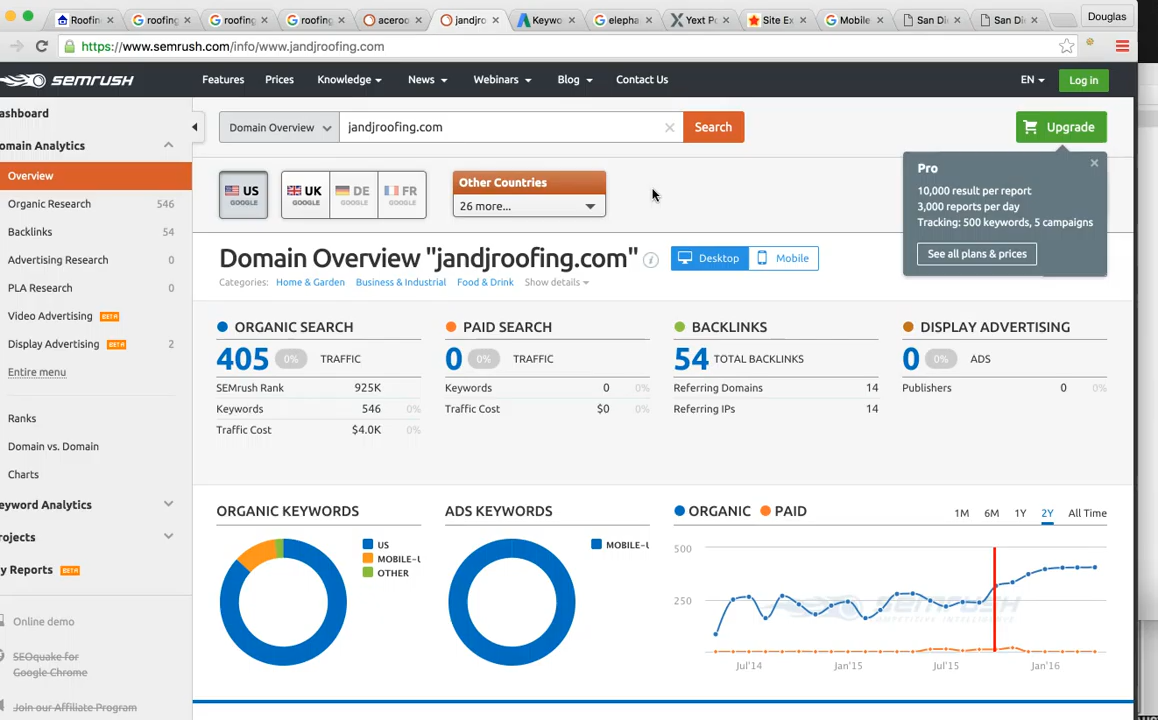 Roofin
roofing
roofing
roofing
aceroo
jandjro
Keywo
elepha
Yext Po
Site Ex
Mobile
San Di
San Di
Douglas
https://www.semrush.com/info/www.jandjroofing.com
SEMRUSH
Features
Prices
Knowledge
News
Webinars
Blog
Contact Us
EN
Log in
ashboard
Domain Overview
jandjroofing.com
Search
Upgrade
omain Analytics
Overview
Organic Research 546
Backlinks 54
Advertising Research 0
PLA Research 0
Video Advertising BETA
Display Advertising BETA 2
Entire menu
Ranks
Domain vs. Domain
Charts
eyword Analytics
rojects
y Reports BETA
Online demo
SEOquake for
Google Chrome
Join our Affiliate Program
US
GOOGLE
UK
GOOGLE
DE
GOOGLE
FR
GOOGLE
Other Countries
26 more...
Pro
10,000 result per report
3,000 reports per day
Tracking: 500 keywords, 5 campaigns
See all plans & prices
Domain Overview "jandjroofing.com"
Desktop
Mobile
Categories: Home & Garden Business & Industrial Food & Drink Show details
ORGANIC SEARCH
405 0% TRAFFIC
SEMrush Rank 925K
Keywords 546 0%
Traffic Cost $4.0K 0%
PAID SEARCH
0 0% TRAFFIC
Keywords 0 0%
Traffic Cost $0 0%
BACKLINKS
54 TOTAL BACKLINKS
Referring Domains 14
Referring IPs 14
DISPLAY ADVERTISING
0 0% ADS
Publishers 0 0%
ORGANIC KEYWORDS
US
MOBILE-U
OTHER
ADS KEYWORDS
MOBILE-U
ORGANIC PAID
1M 6M 1Y 2Y All Time
500
250
SEMRUSH
COMPETITIVE INTELLIGENCE
Jul'14 Jan'15 Jul'15 Jan'16